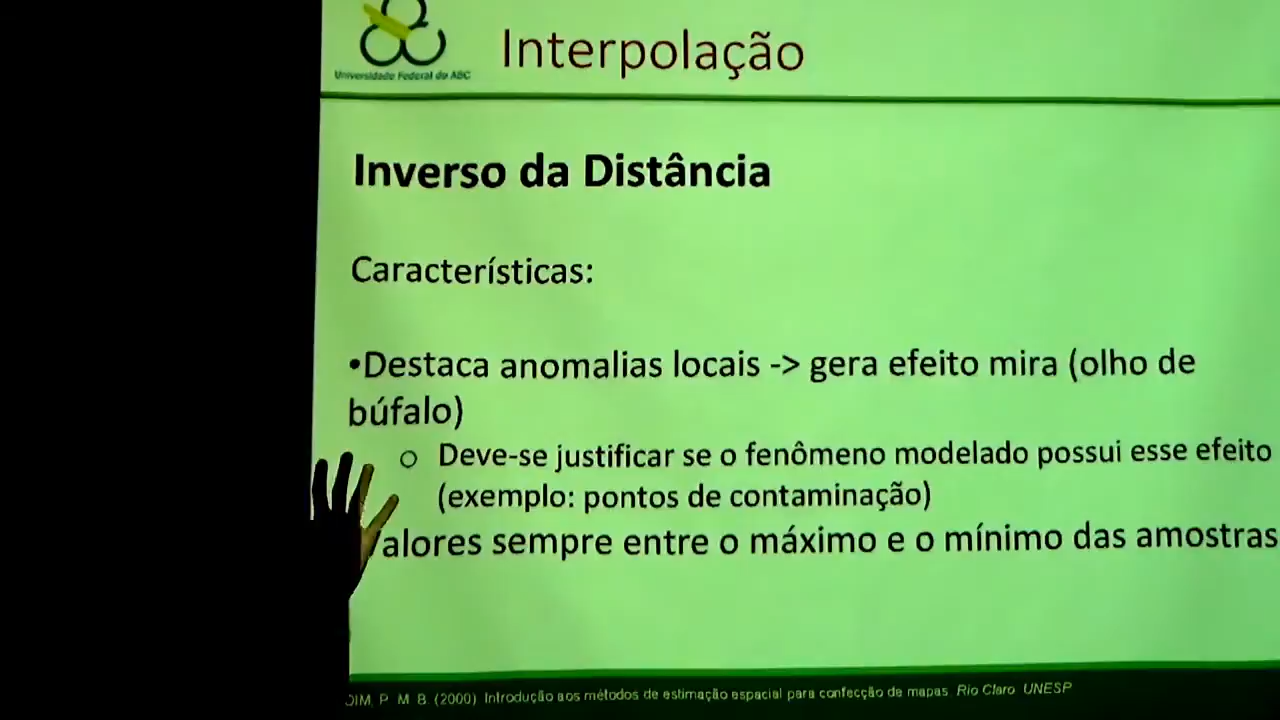 Universidade Federal do ABC
Interpolação
Inverso da Distância
Características:
•Destaca anomalias locais -> gera efeito mira (olho de
búfalo)
o Deve-se justificar se o fenômeno modelado possui esse efeito
(exemplo: pontos de contaminação)
Valores sempre entre o máximo e o mínimo das amostras
DIM, P. M. B. (2000) Introdução aos métodos de estimação espacial para confecção de mapas. Rio Claro. UNESP